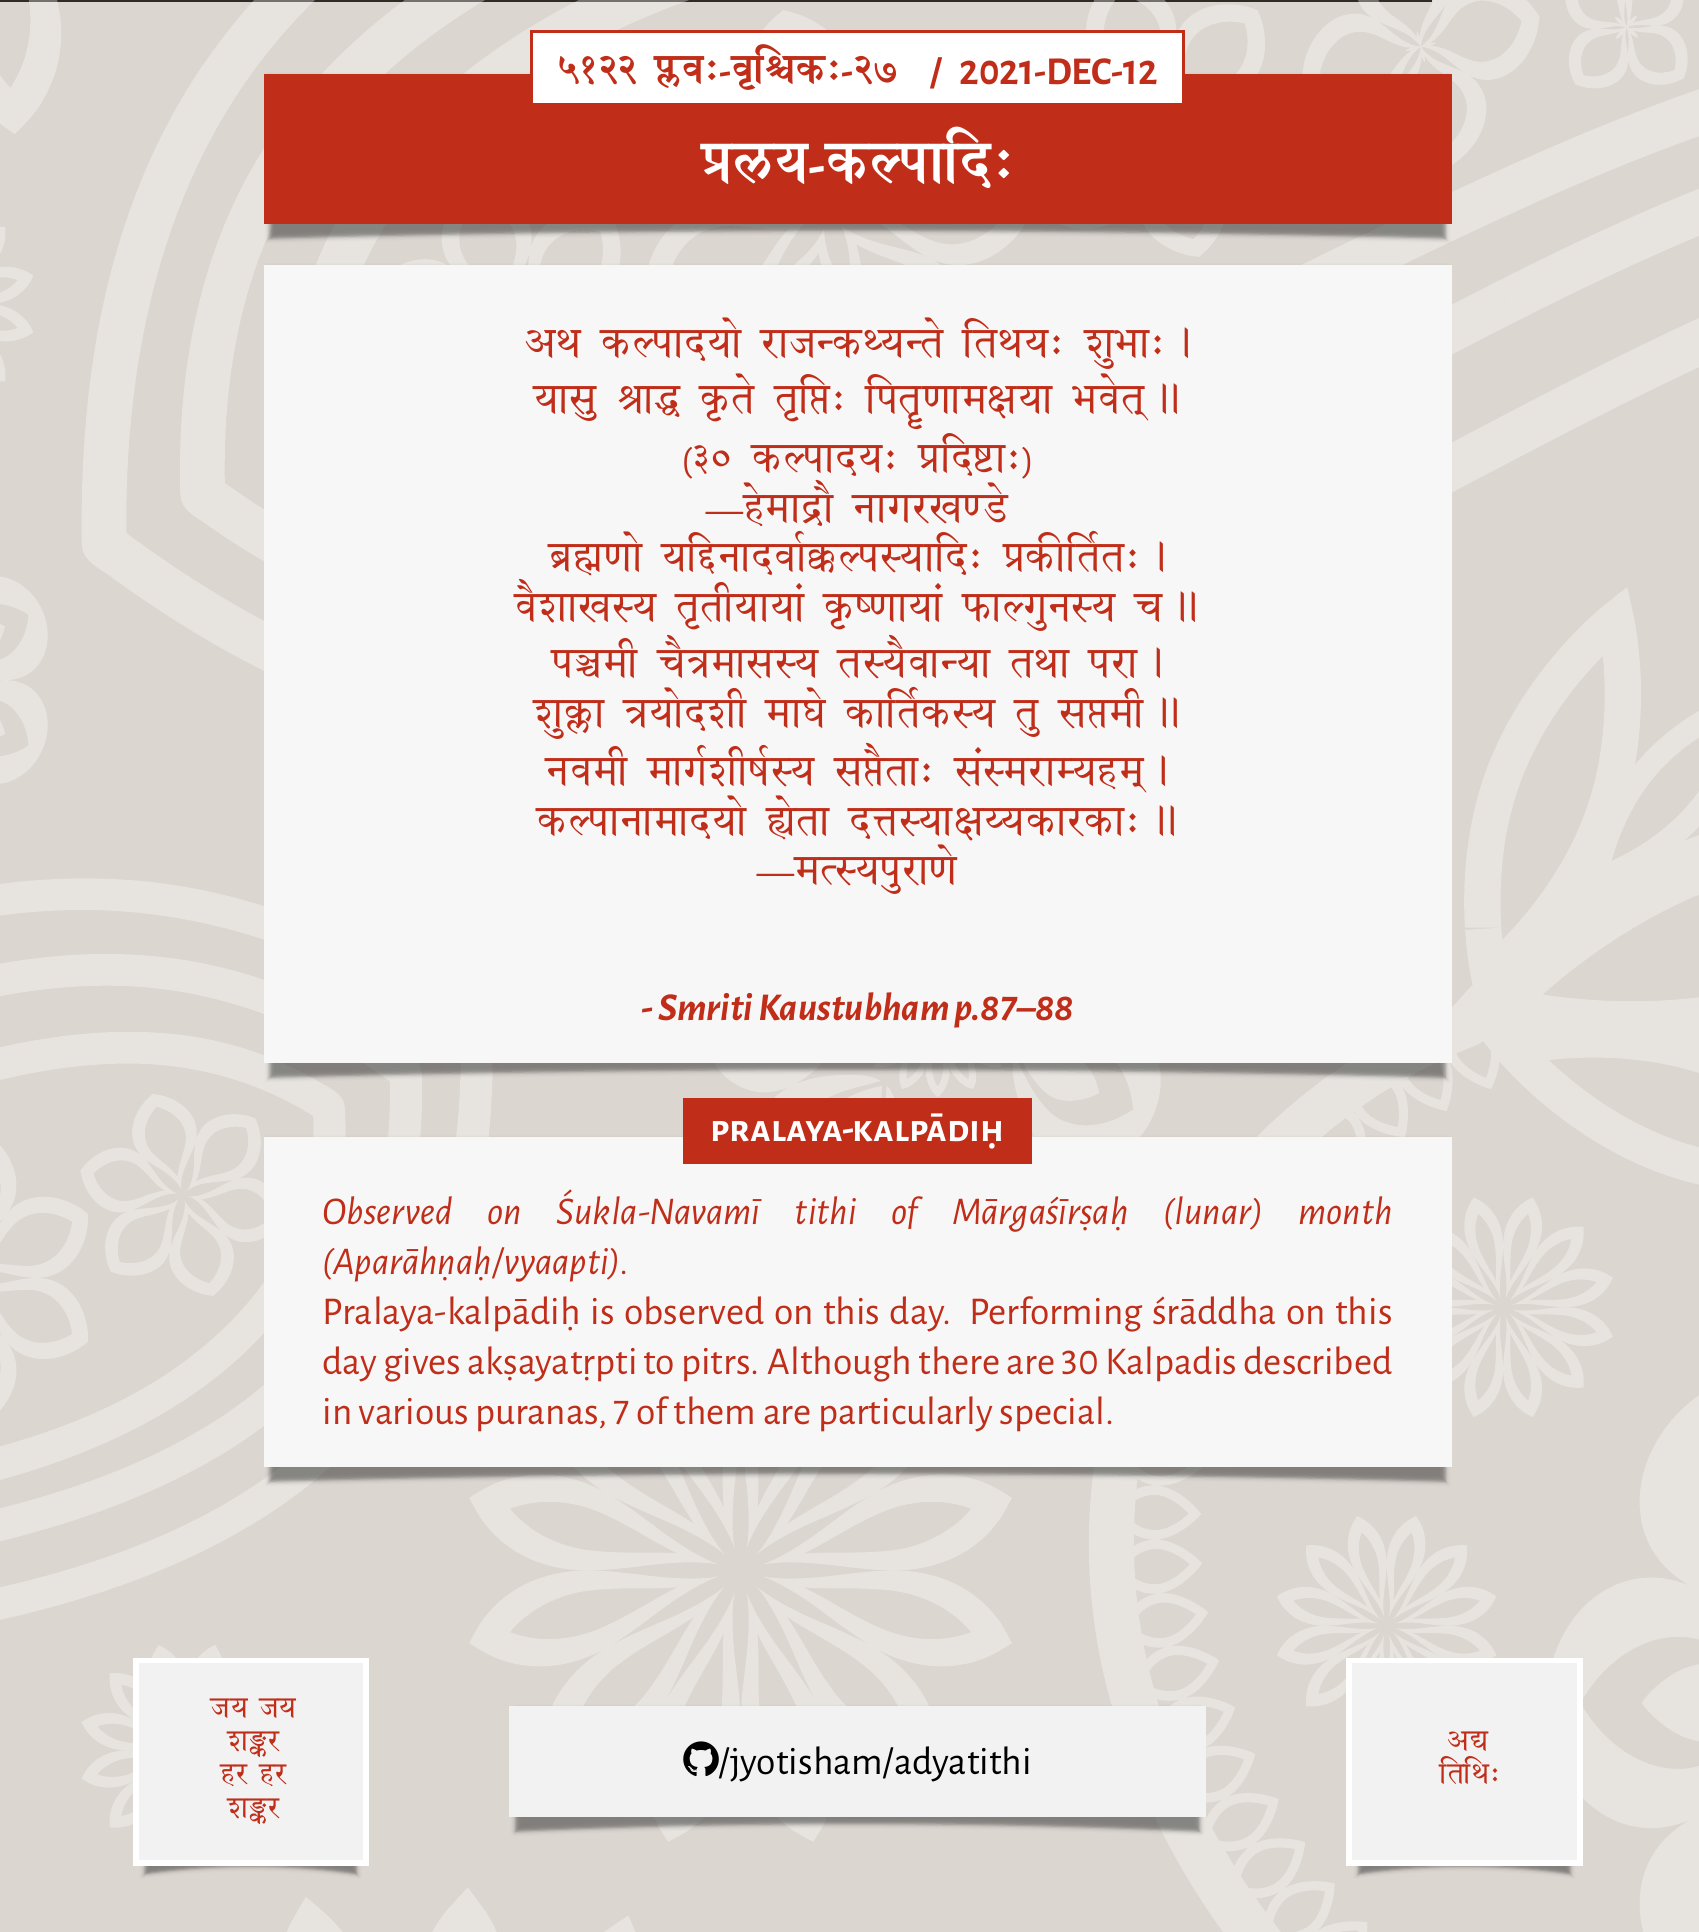 ५१२२ प्लवः-वृश्चिकः-२७ / 2021-DEC-12
प्रलय-कल्पादिः
अथ कल्पादयो राजन्कथ्यन्ते तिथयः शुभाः ।
यासु श्राद्ध कृते तृप्तिः पितॄणामक्षया भवेत् ॥
(३० कल्पादयः प्रदिष्टाः)
—हेमाद्रौ नागरखण्डे
ब्रह्मणो यद्दिनादर्वाक्कल्पस्यादिः प्रकीर्तितः ।
वैशाखस्य तृतीयायां कृष्णायां फाल्गुनस्य च ॥
पञ्चमी चैत्रमासस्य तस्यैवान्या तथा परा ।
शुक्ला त्रयोदशी माघे कार्तिकस्य तु सप्तमी ॥
नवमी मार्गशीर्षस्य सप्तैताः संस्मराम्यहम् ।
कल्पानामादयो ह्येता दत्तस्याक्षय्यकारकाः ॥
—मत्स्यपुराणे
- Smriti Kaustubham p.87–88
PRALAYA-KALPĀDIḤ
Observed on Śukla-Navamī tithi of Mārgaśīrṣaḥ (lunar) month
(Aparāhṇaḥ/vyaapti).
Pralaya-kalpādiḥ is observed on this day. Performing śrāddha on this
day gives akṣayatṛpti to pitrs. Although there are 30 Kalpadis described
in various puranas, 7 of them are particularly special.
जय जय
शङ्कर
हर हर
शङ्कर
/jyotisham/adyatithi
अद्य
तिथिः